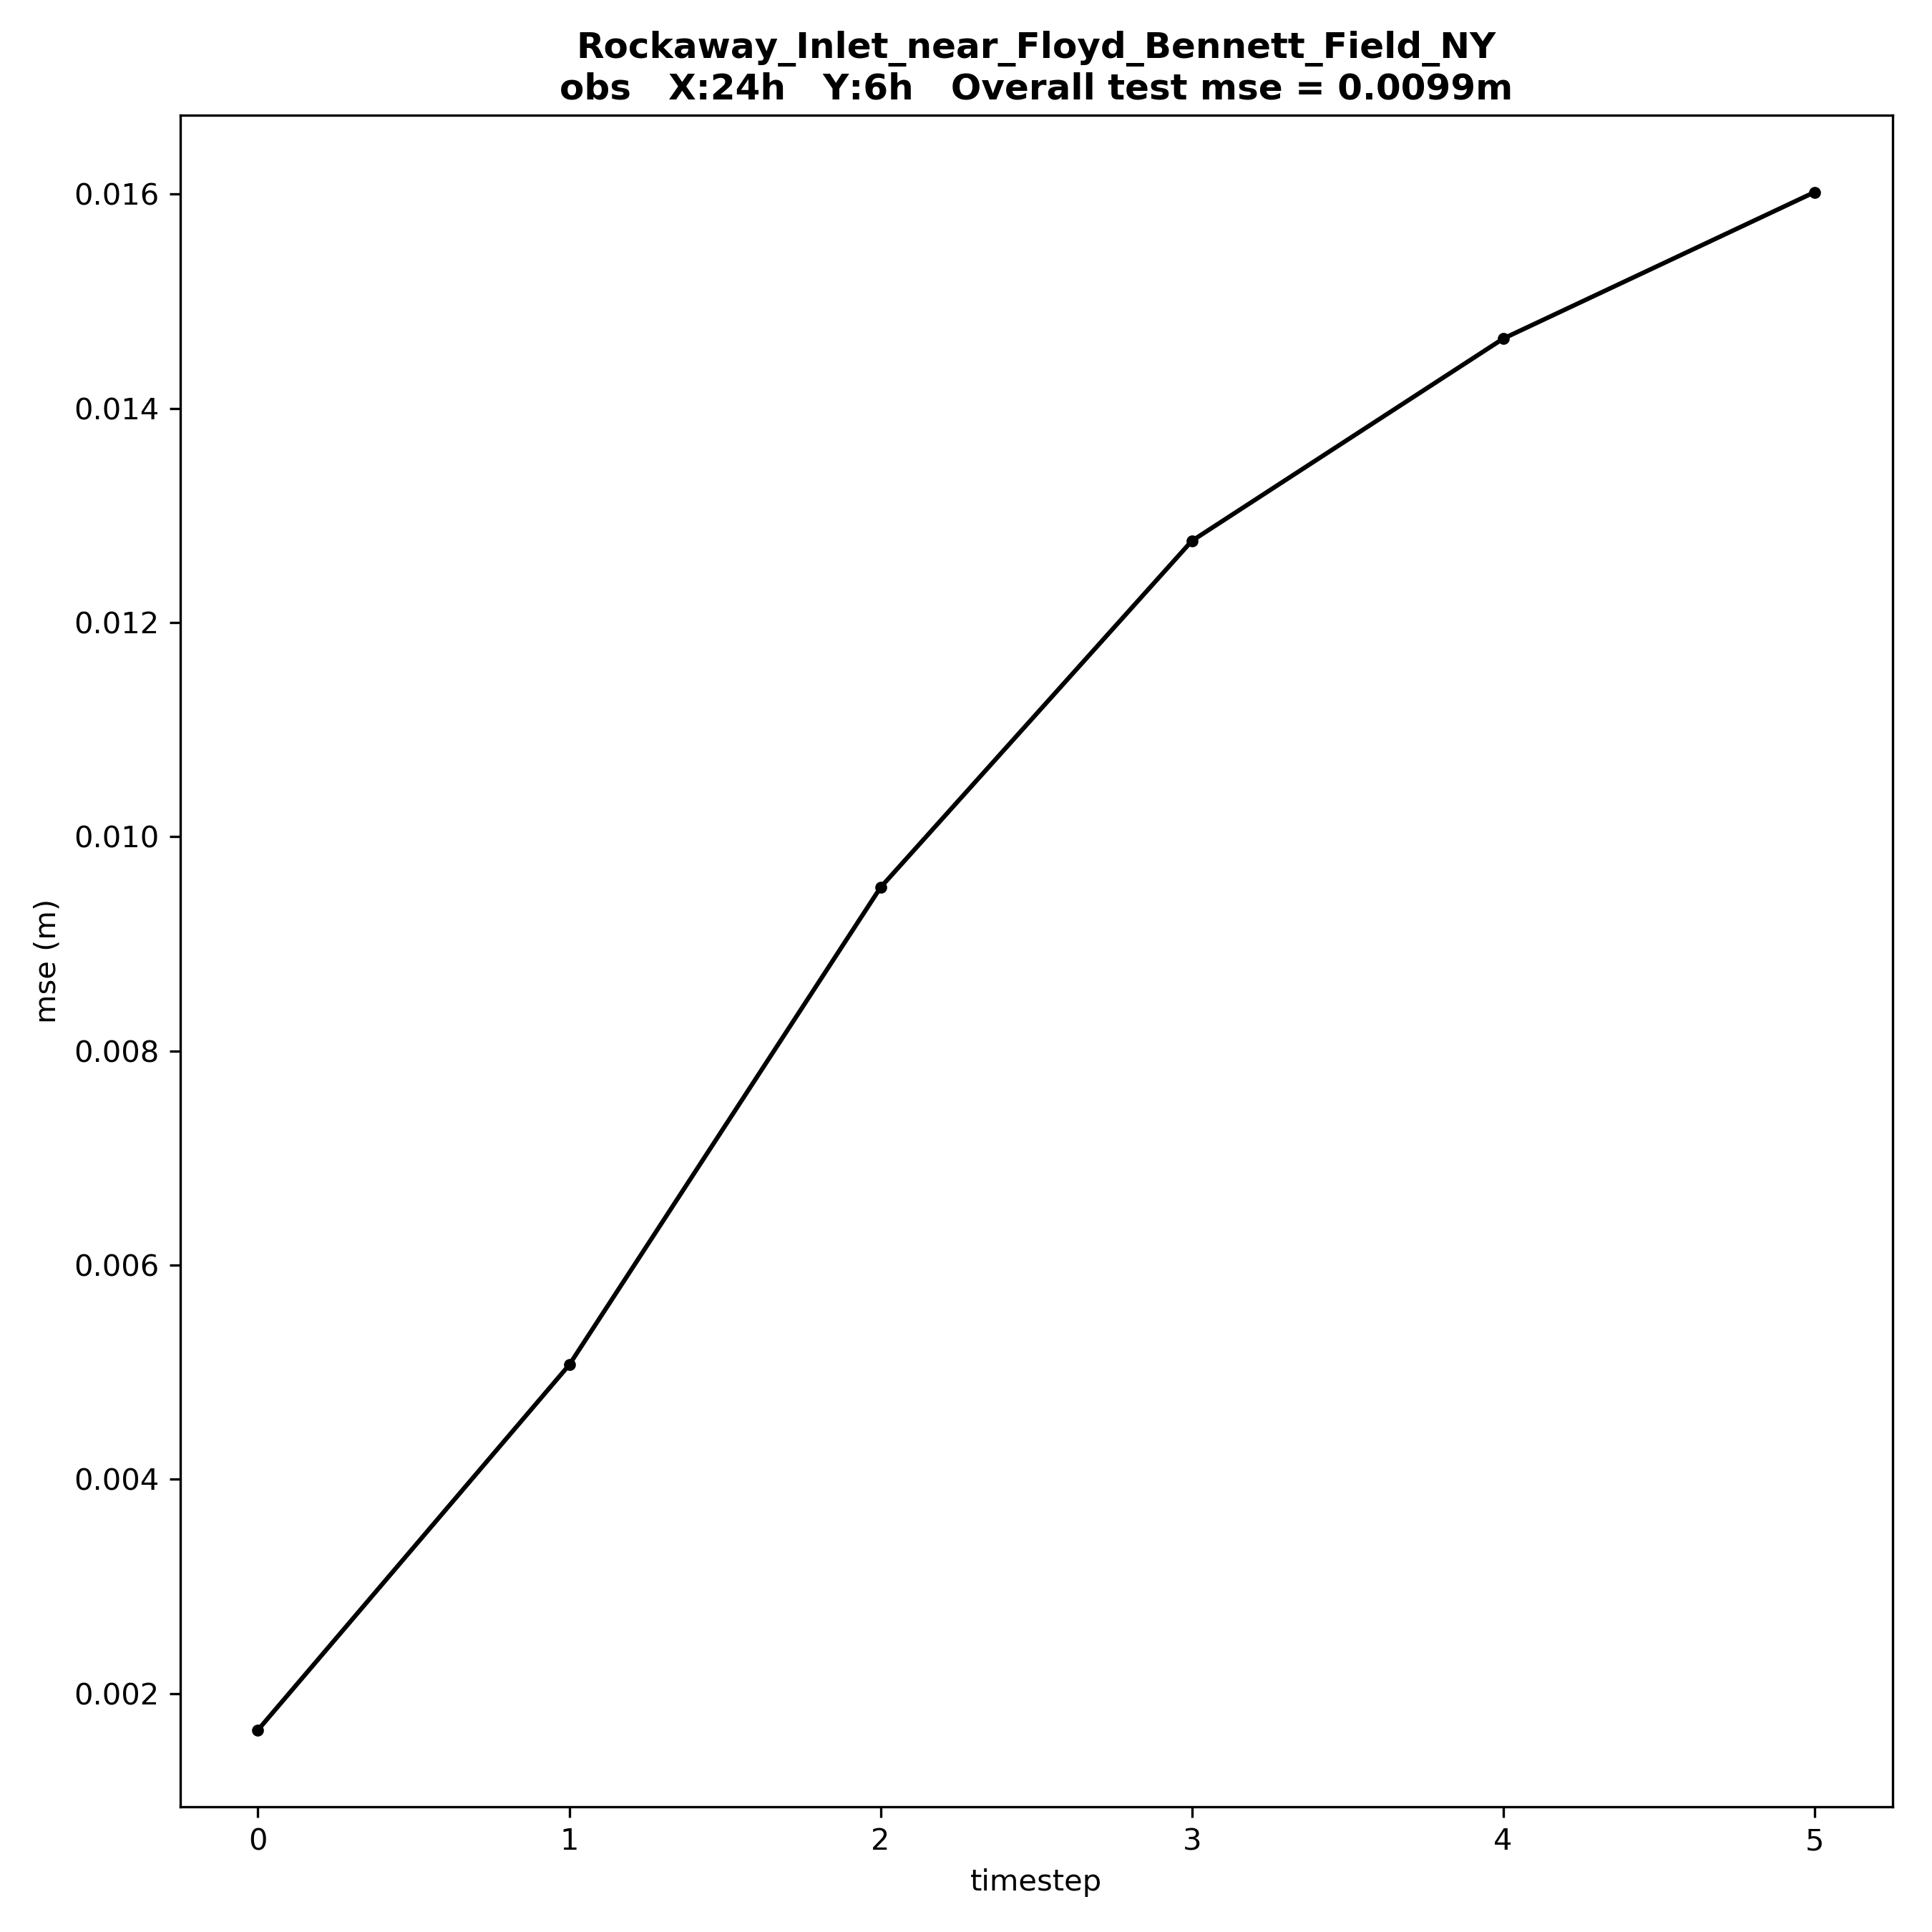 Rockaway_Inlet_near_Floyd_Bennett_Field_NY
obs   X:24h   Y:6h   Overall test mse = 0.0099m
0.016
0.014
0.012
0.010
0.008
0.006
0.004
0.002
mse (m)
0 1 2 3 4 5
timestep